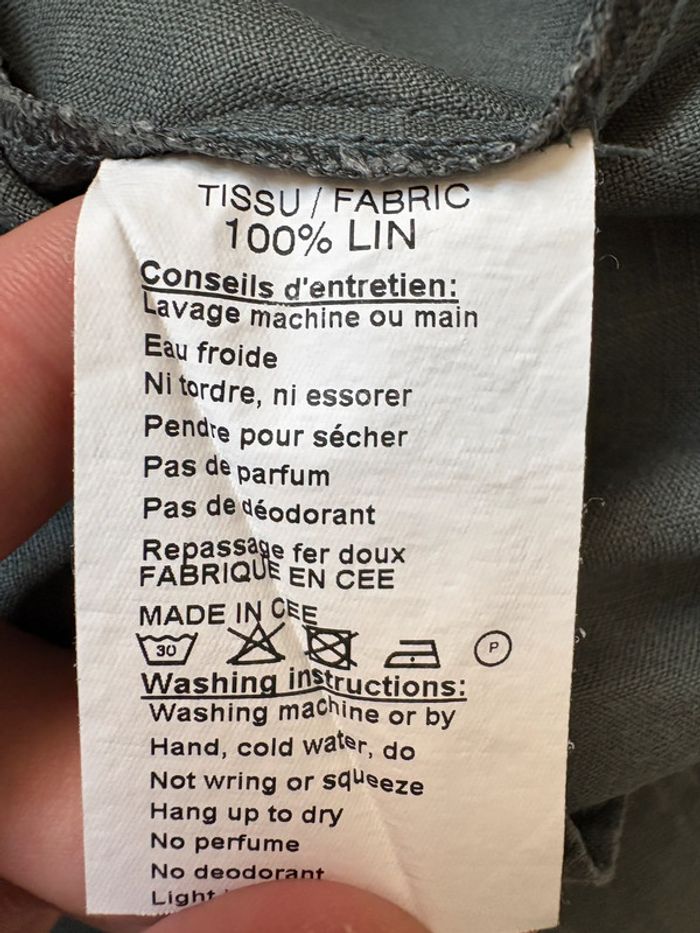 TISSU / FABRIC
100% LIN
Conseils d'entretien:
Lavage machine ou main
Eau froide
Ni tordre, ni essorer
Pendre pour sécher
Pas de parfum
Pas de déodorant
Repassage fer doux
FABRIQUE EN CEE
MADE IN CEE
30 P
Washing instructions:
Washing machine or by
Hand, cold water, do
Not wring or squeeze
Hang up to dry
No perfume
No deodorant
Light